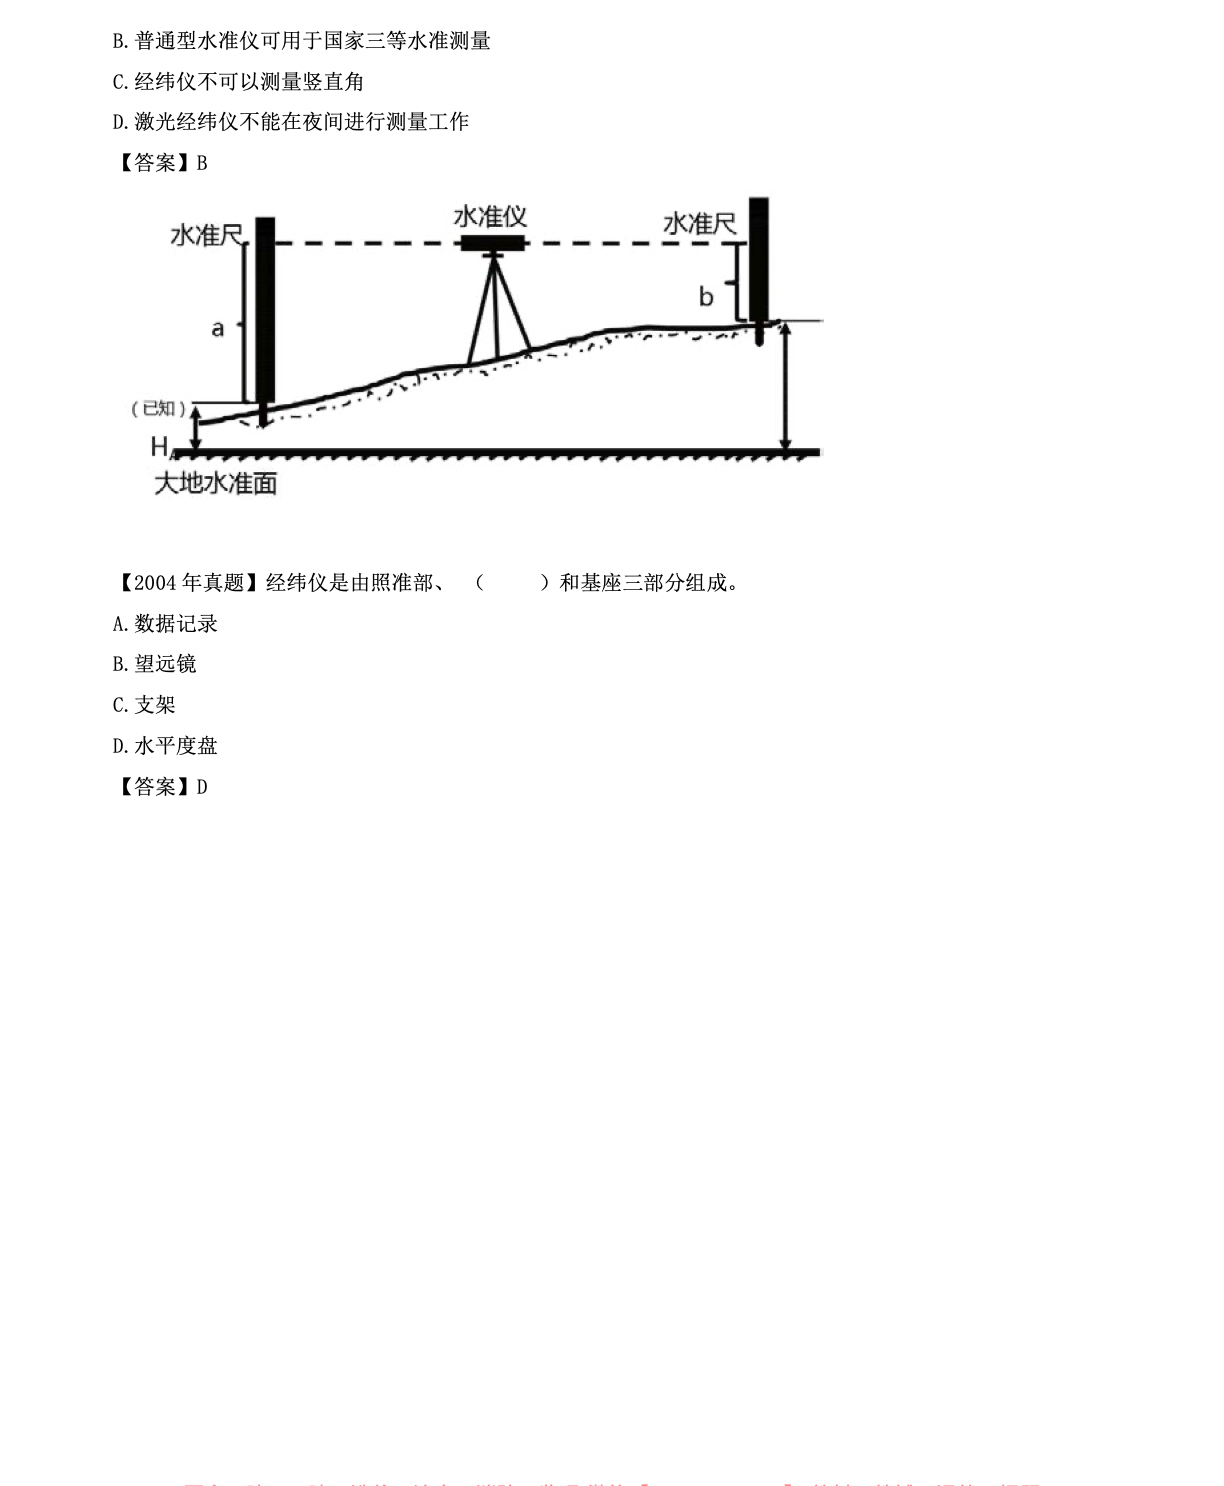 B.普通型水准仪可用于国家三等水准测量
C.经纬仪不可以测量竖直角
D.激光经纬仪不能在夜间进行测量工作
【答案】B
水准尺 水准仪 水准尺
b
a
(已知)
HA
大地水准面
【2004 年真题】经纬仪是由照准部、 （ ）和基座三部分组成。
A.数据记录
B.望远镜
C.支架
D.水平度盘
【答案】D